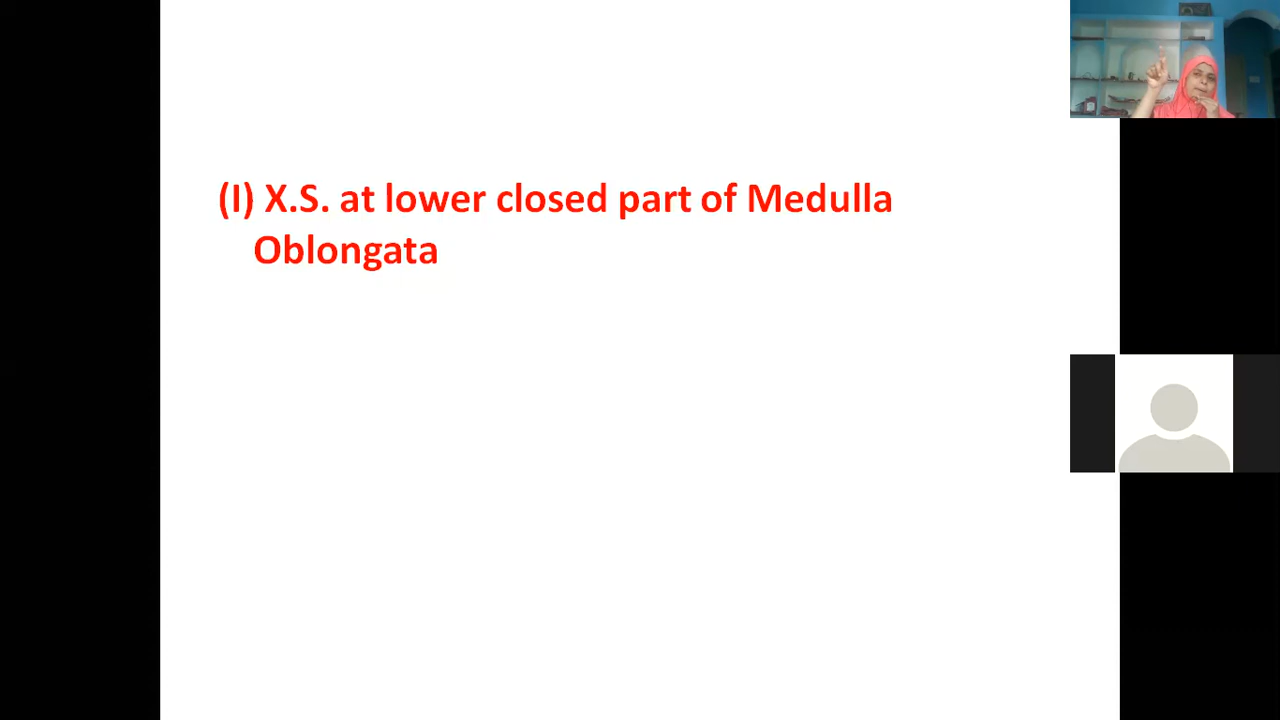 (I) X.S. at lower closed part of Medulla
Oblongata